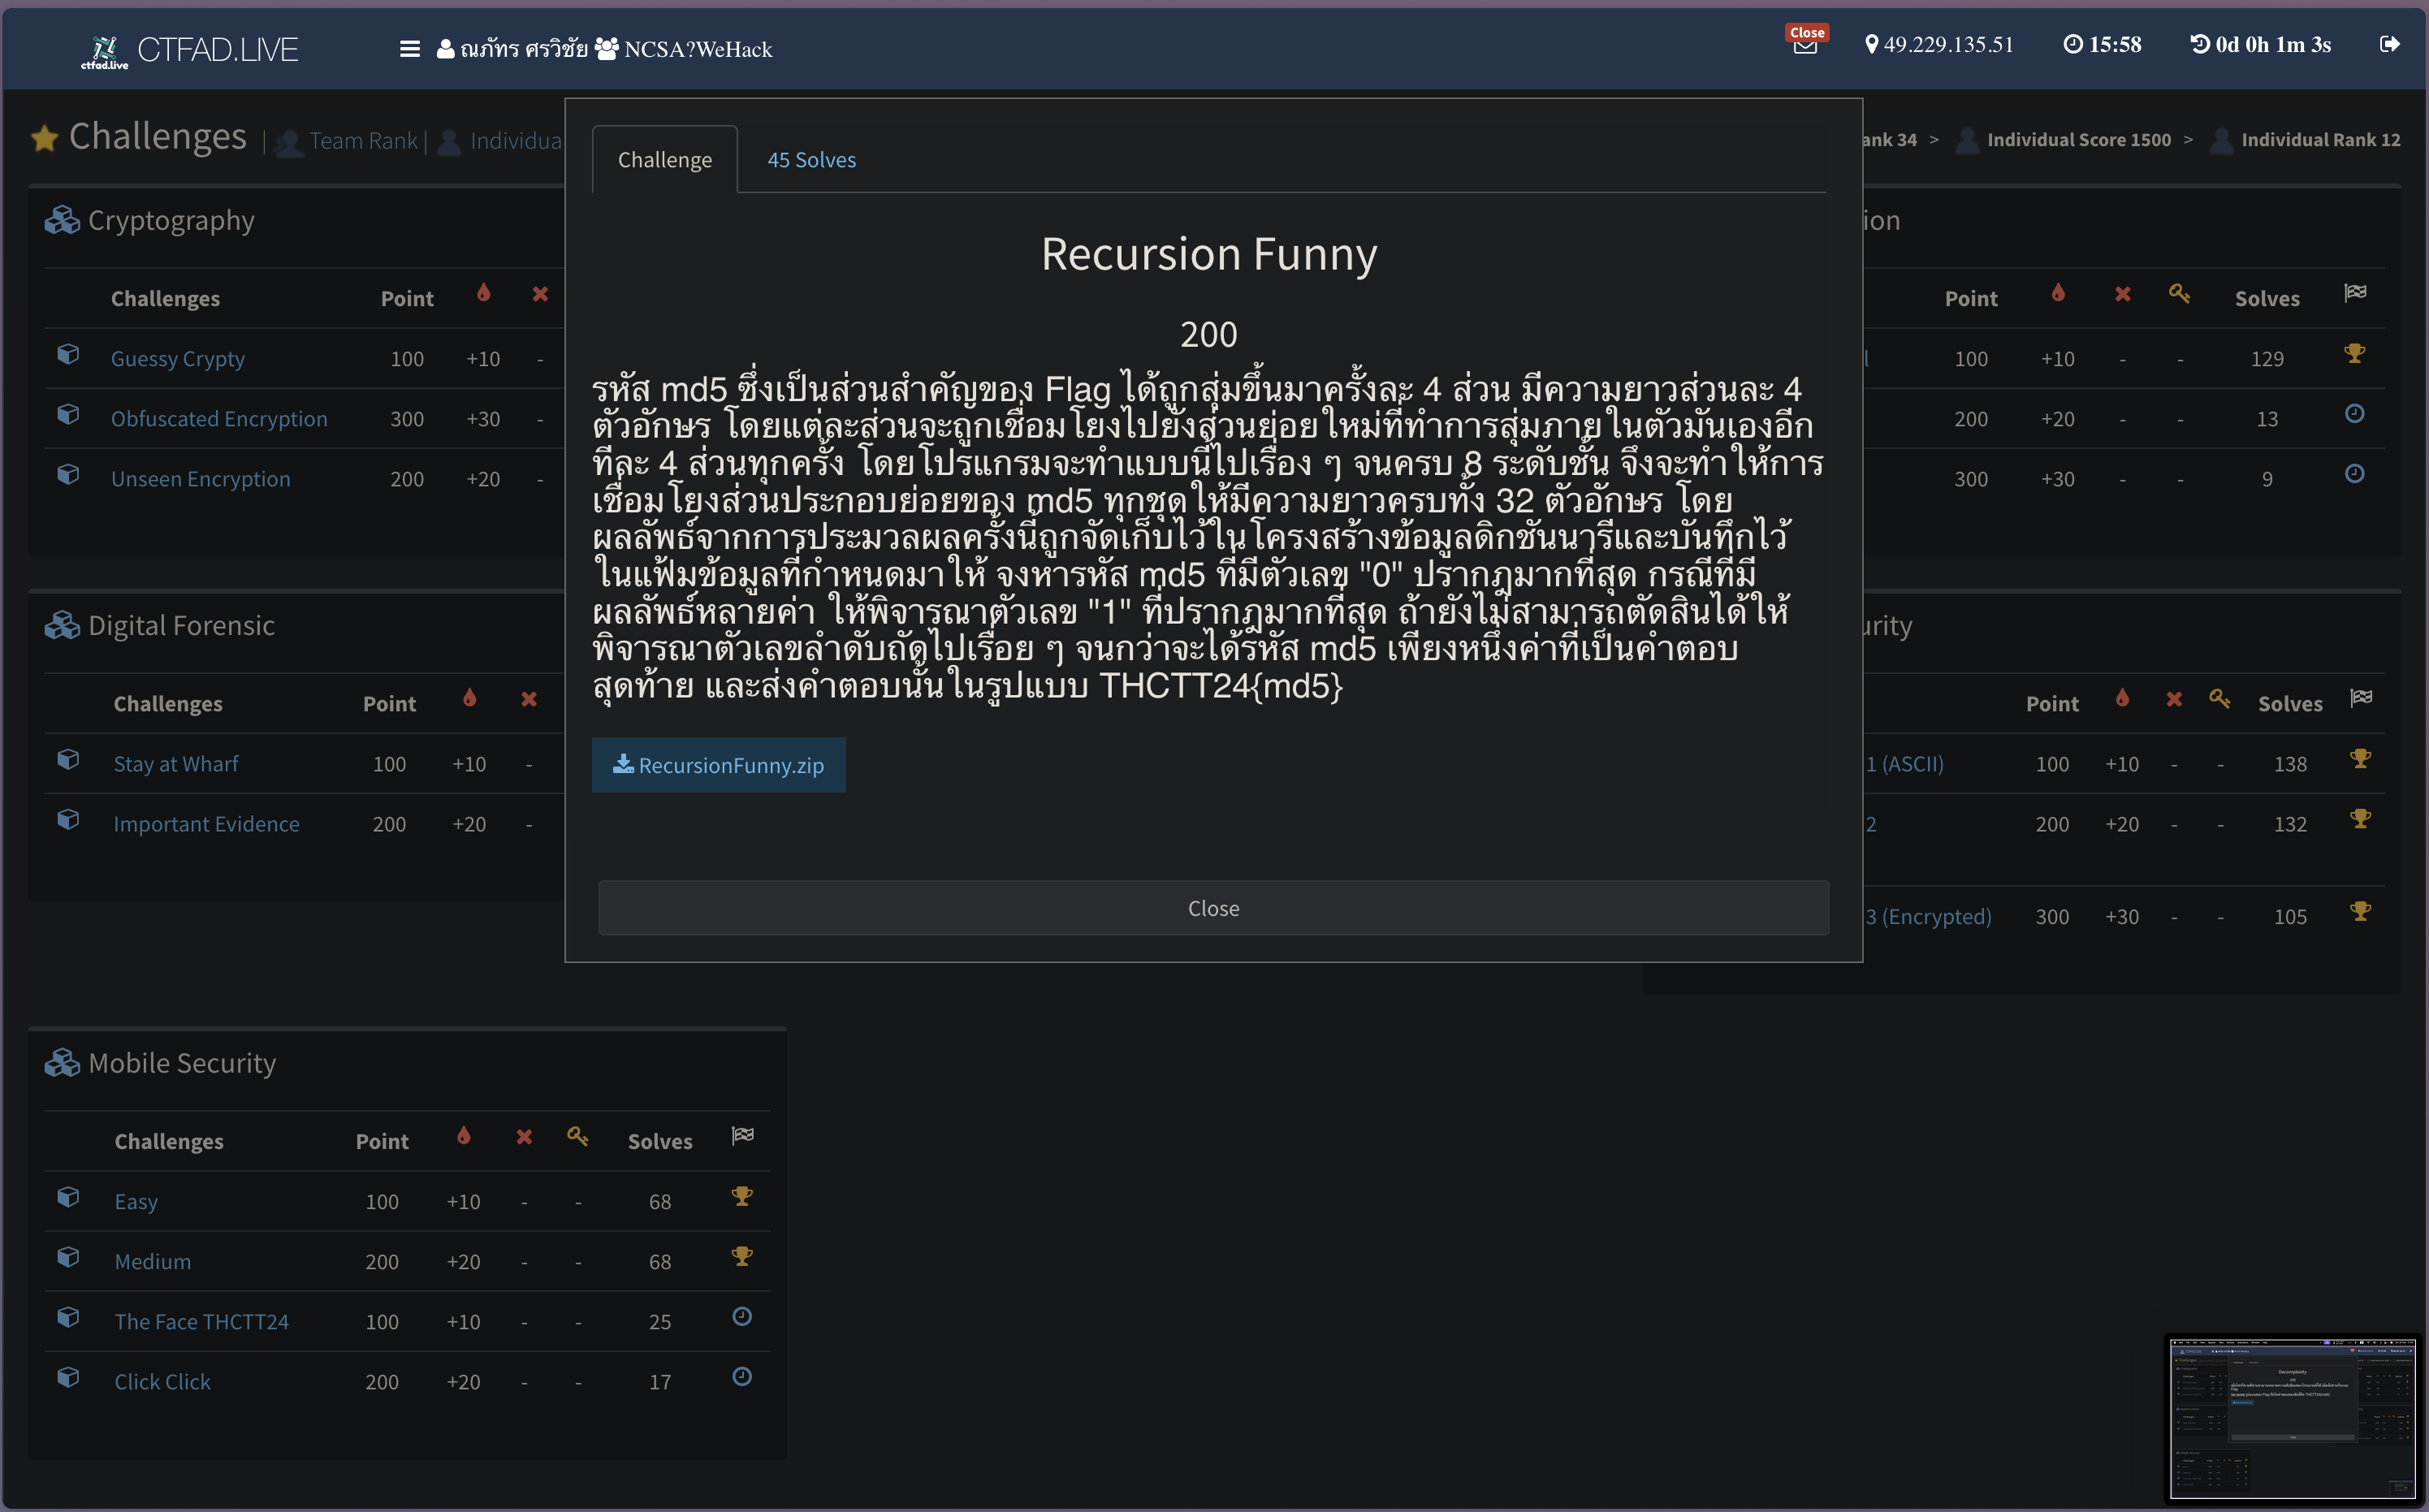 CTFAD.LIVE
ctfad.live
ณภัทร ศรวิชัย NCSA?WeHack
Close
49.229.135.51
15:58
0d 0h 1m 3s
Challenges | Team Rank |
ank 34 > Individual Score 1500 > Individual Rank 12
Challenge
45 Solves
Recursion Funny
200
รหัส md5 ซึ่งเป็นส่วนสำคัญของ Flag ได้ถูกสุ่มขึ้นมาครั้งละ 4 ส่วน มีความยาวส่วนละ 4
ตัวอักษร โดยแต่ละส่วนจะถูกเชื่อมโยงไปยังส่วนย่อยใหม่ที่ทำการสุ่มภายในตัวมันเองอีก
ทีละ 4 ส่วนทุกครั้ง โดยโปรแกรมจะทำแบบนี้ไปเรื่อย ๆ จนครบ 8 ระดับชั้น จึงจะทำให้การ
เชื่อมโยงส่วนประกอบย่อยของ md5 ทุกชุดให้มีความยาวครบทั้ง 32 ตัวอักษร โดย
ผลลัพธ์จากการประมวลผลครั้งนี้ถูกจัดเก็บไว้ในโครงสร้างข้อมูลดิกชันนารีและบันทึกไว้
ในแฟ้มข้อมูลที่กำหนดมาให้ จงหารหัส md5 ที่มีตัวเลข "0" ปรากฎมากที่สุด กรณีที่มี
ผลลัพธ์หลายค่า ให้พิจารณาตัวเลข "1" ที่ปรากฎมากที่สุด ถ้ายังไม่สามารถตัดสินได้ให้
พิจารณาตัวเลขลำดับถัดไปเรื่อย ๆ จนกว่าจะได้รหัส md5 เพียงหนึ่งค่าที่เป็นคำตอบ
สุดท้าย และส่งคำตอบนั้นในรูปแบบ THCTT24{md5}
RecursionFunny.zip
Close
Cryptography
Challenges Point
Guessy Crypty 100 +10 -
Obfuscated Encryption 300 +30 -
Unseen Encryption 200 +20 -
ion
Point Solves
l 100 +10 - - 129
200 +20 - - 13
300 +30 - - 9
Digital Forensic
Challenges Point
Stay at Wharf 100 +10 -
Important Evidence 200 +20 -
urity
Point Solves
1 (ASCII) 100 +10 - - 138
2 200 +20 - - 132
3 (Encrypted) 300 +30 - - 105
Mobile Security
Challenges Point Solves
Easy 100 +10 - - 68
Medium 200 +20 - - 68
The Face THCTT24 100 +10 - - 25
Click Click 200 +20 - - 17